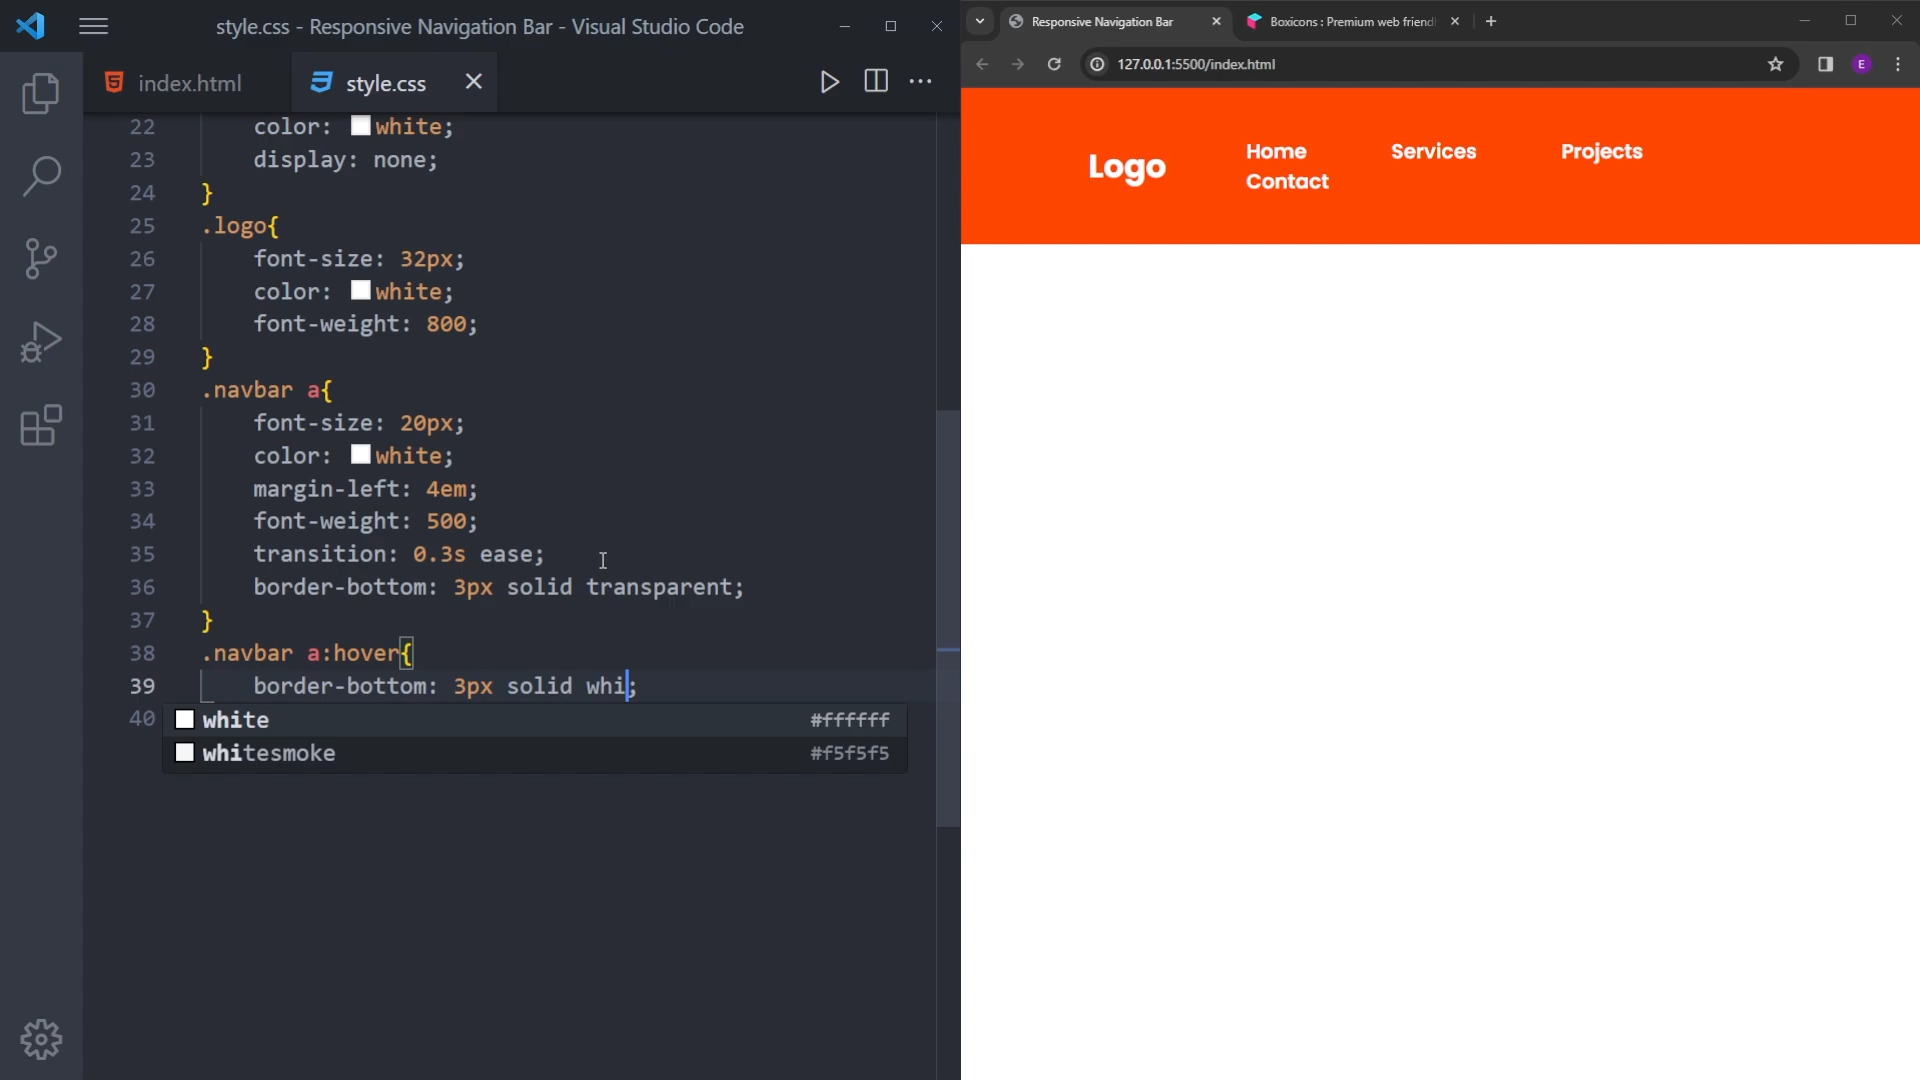 style.css - Responsive Navigation Bar - Visual Studio Code
index.html
style.css
22 color: white;
23 display: none;
24 }
25 .logo{
26 font-size: 32px;
27 color: white;
28 font-weight: 800;
29 }
30 .navbar a{
31 font-size: 20px;
32 color: white;
33 margin-left: 4em;
34 font-weight: 500;
35 transition: 0.3s ease;
36 border-bottom: 3px solid transparent;
37 }
38 .navbar a:hover{
39 border-bottom: 3px solid whi;
40
white #ffffff
whitesmoke #f5f5f5
Responsive Navigation Bar
Boxicons : Premium web friend
127.0.0.1:5500/index.html
E
Logo
Home Services Projects
Contact